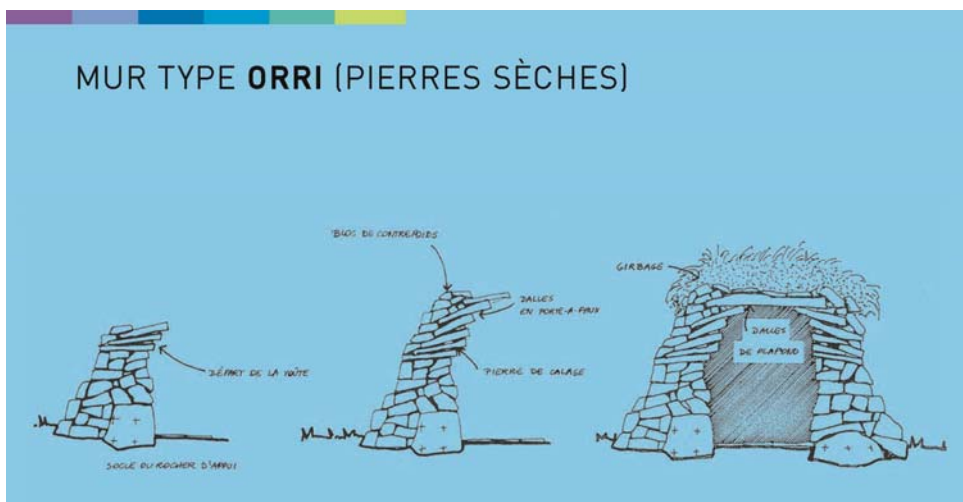 MUR TYPE ORRI (PIERRES SÈCHES)
BLOC DE CONTREPOIDS
DALLES
EN PORTE-A-FAUX
PIERRE DE CALAGE
DÉPART DE LA VOÛTE
SOCLE DU ROCHER D'APPUI
GIRBAGE
DALLES
DE PLAFOND